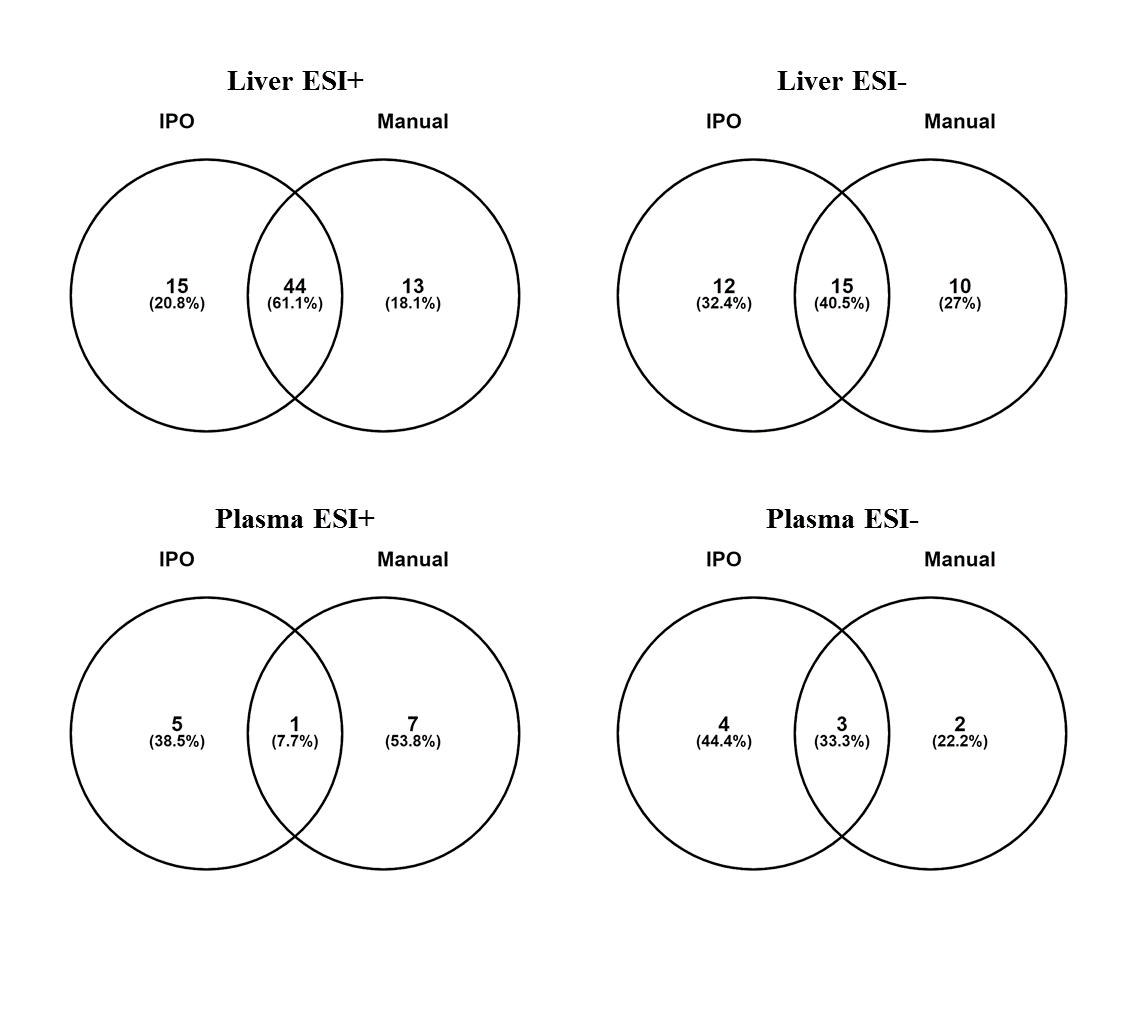 Liver ESI+
IPO Manual
15 44 13
(20.8%) (61.1%) (18.1%)
Liver ESI-
IPO Manual
12 15 10
(32.4%) (40.5%) (27%)
Plasma ESI+
IPO Manual
5 1 7
(38.5%) (7.7%) (53.8%)
Plasma ESI-
IPO Manual
4 3 2
(44.4%) (33.3%) (22.2%)